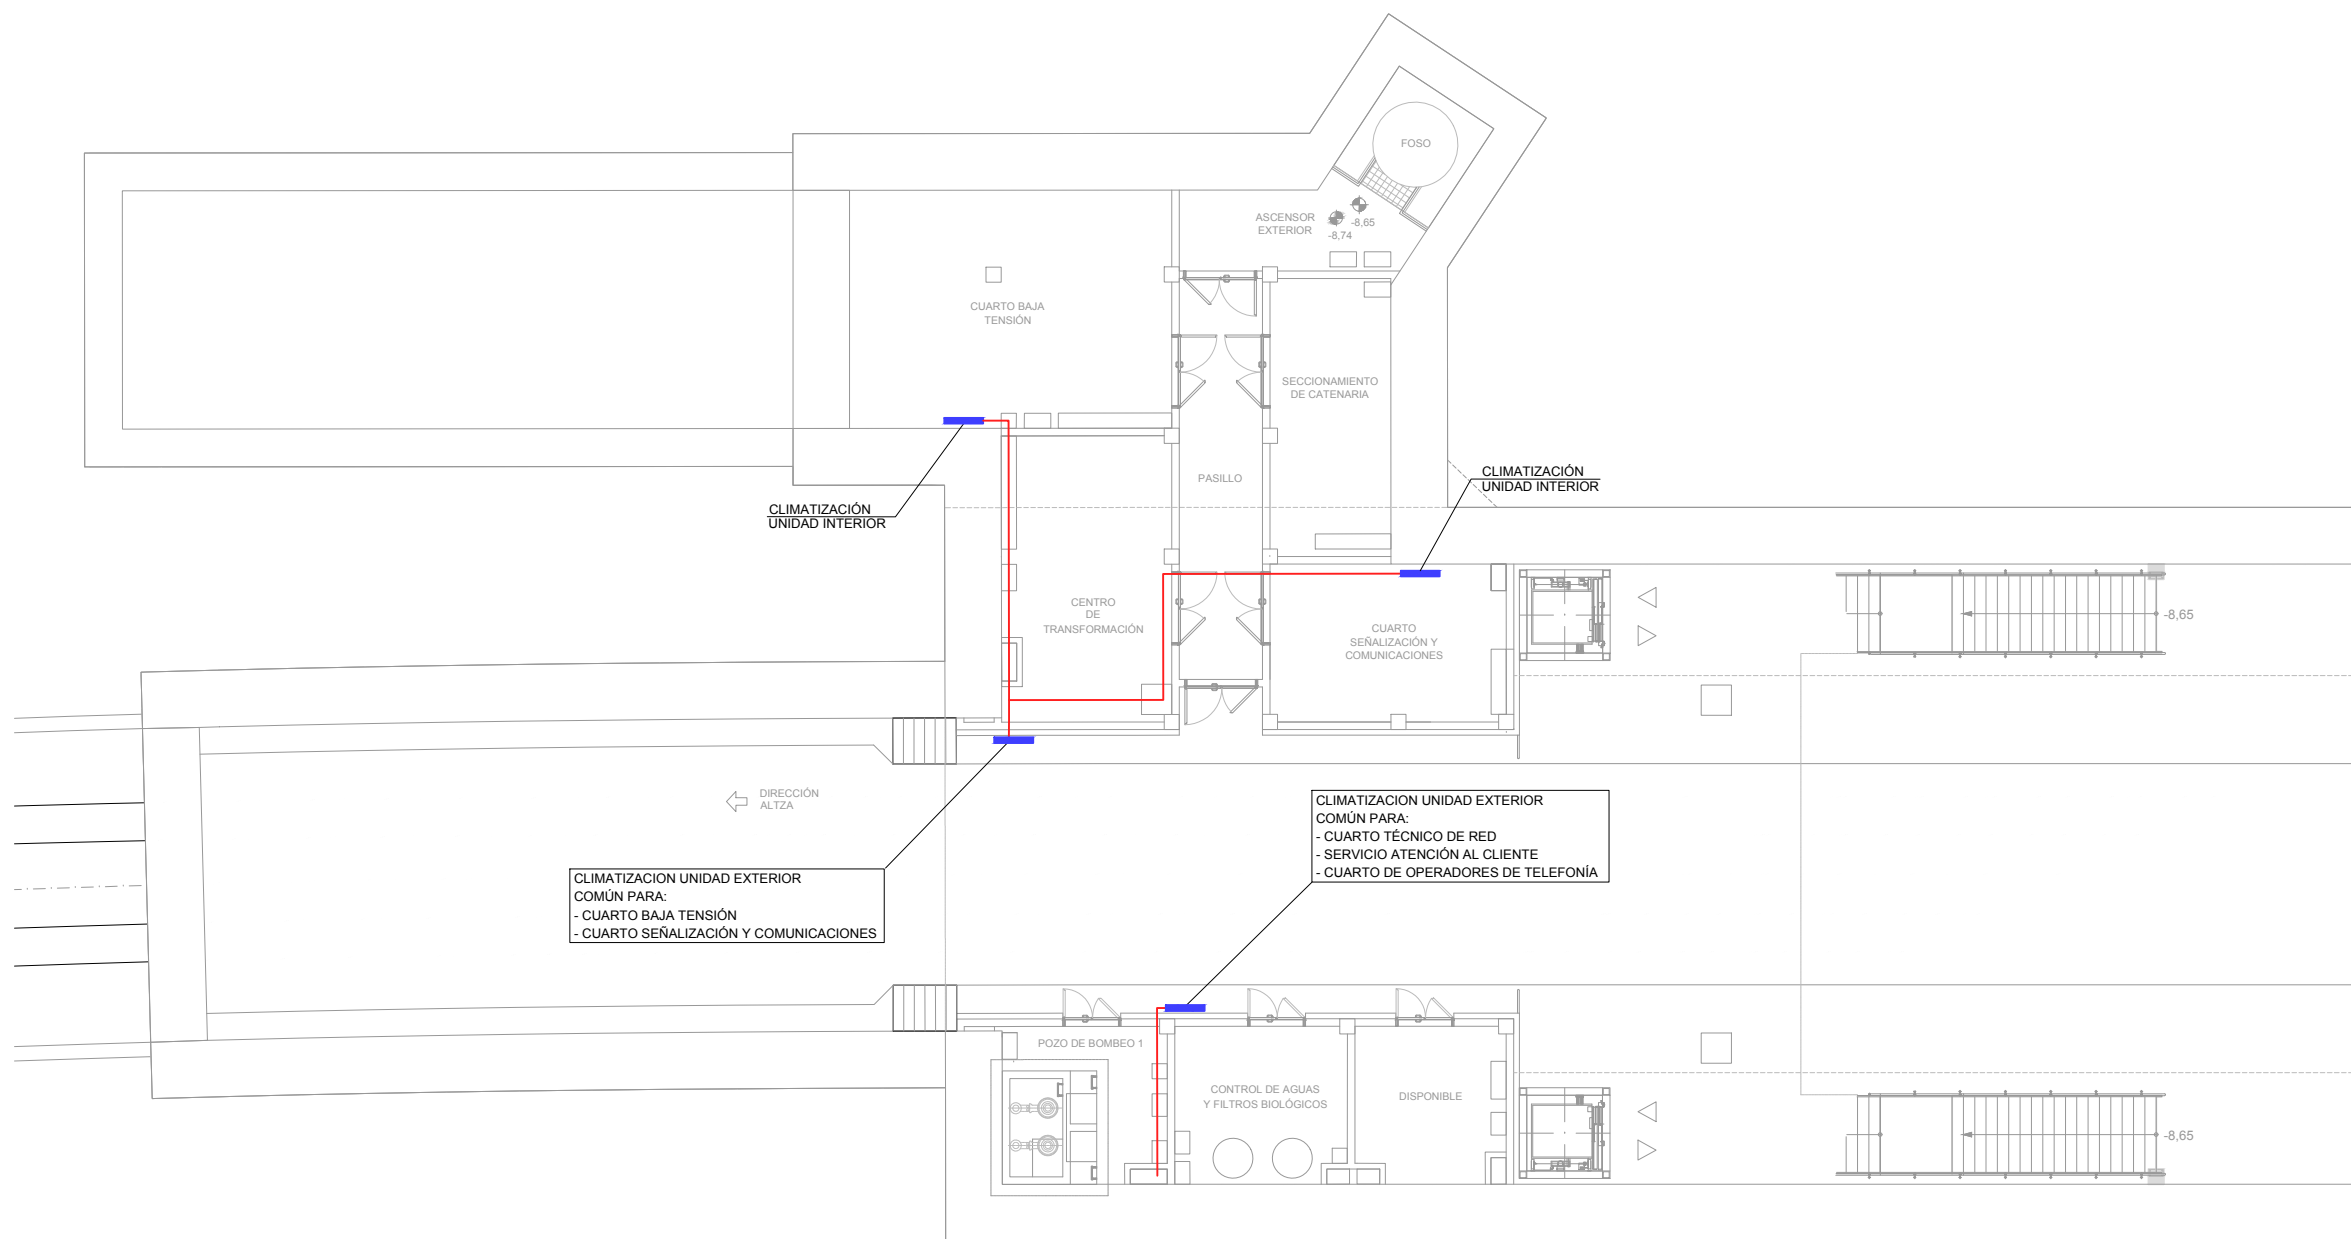 FOSO
ASCENSOR
EXTERIOR
-8,65
-8,74
CUARTO BAJA
TENSIÓN
SECCIONAMIENTO
DE CATENARIA
PASILLO
CLIMATIZACIÓN
UNIDAD INTERIOR
CLIMATIZACIÓN
UNIDAD INTERIOR
CENTRO
DE
TRANSFORMACIÓN
CUARTO
SEÑALIZACIÓN Y
COMUNICACIONES
-8,65
DIRECCIÓN
ALTZA
CLIMATIZACION UNIDAD EXTERIOR
COMÚN PARA:
- CUARTO TÉCNICO DE RED
- SERVICIO ATENCIÓN AL CLIENTE
- CUARTO DE OPERADORES DE TELEFONÍA
CLIMATIZACION UNIDAD EXTERIOR
COMÚN PARA:
- CUARTO BAJA TENSIÓN
- CUARTO SEÑALIZACIÓN Y COMUNICACIONES
POZO DE BOMBEO 1
CONTROL DE AGUAS
Y FILTROS BIOLÓGICOS
DISPONIBLE
-8,65